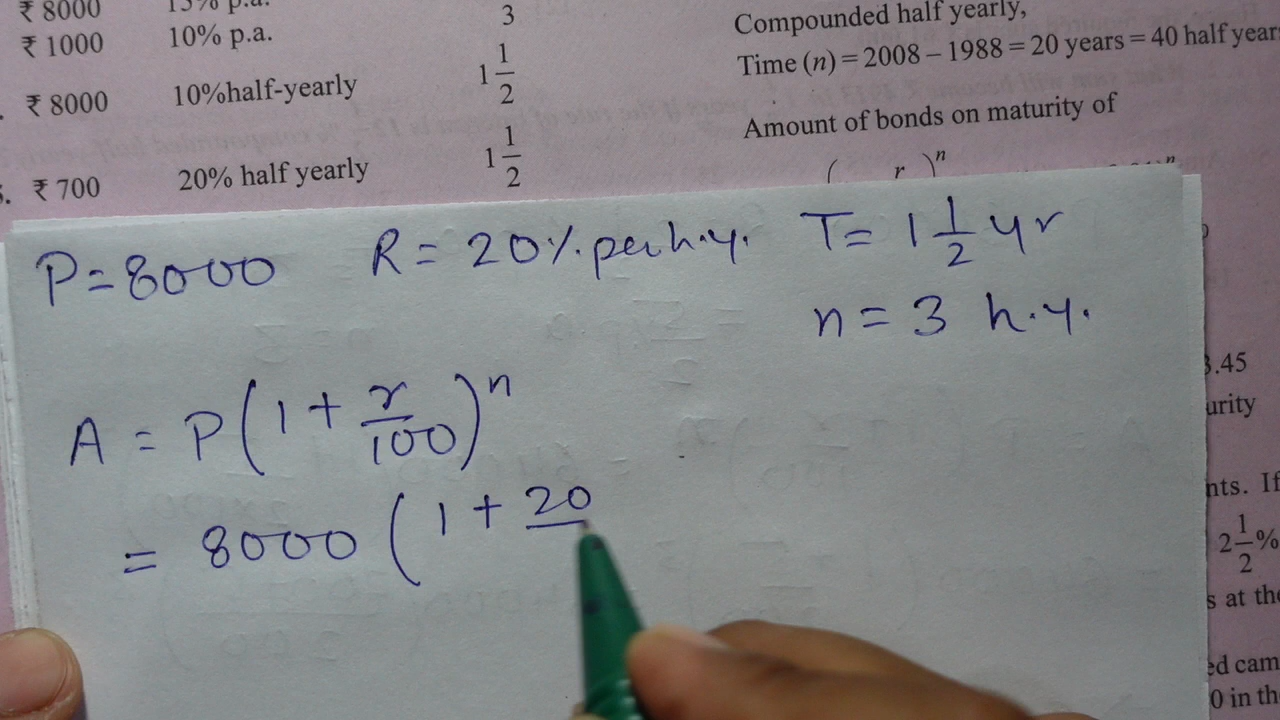 ₹ 8000 15% p.a.
₹ 1000 10% p.a. 3
₹ 8000 10%half-yearly 1 1/2
₹ 700 20% half yearly 1 1/2
Compounded half yearly,
Time (n) = 2008 – 1988 = 20 years = 40 half year
Amount of bonds on maturity of
( r )^n
P = 8000 R = 20% per h.y. T = 1 1/2 yr
n = 3 h.y.
A = P(1 + r/100)^n
= 8000 (1 + 20
3.45
urity
nts. If
2 1/2 %
s at the
ed cam
0 in th